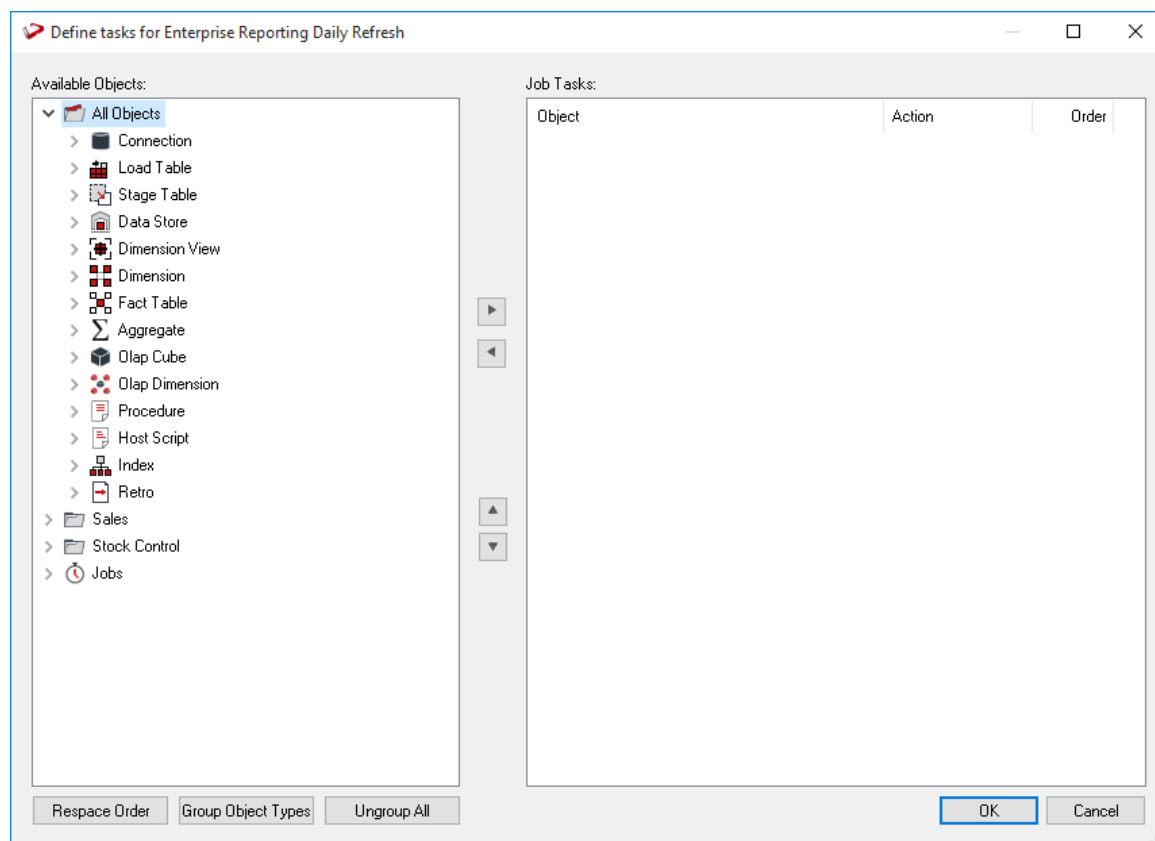 Define tasks for Enterprise Reporting Daily Refresh
Available Objects:
All Objects
Connection
Load Table
Stage Table
Data Store
Dimension View
Dimension
Fact Table
Aggregate
Olap Cube
Olap Dimension
Procedure
Host Script
Index
Retro
Sales
Stock Control
Jobs
Job Tasks:
Object Action Order
Respace Order Group Object Types Ungroup All OK Cancel